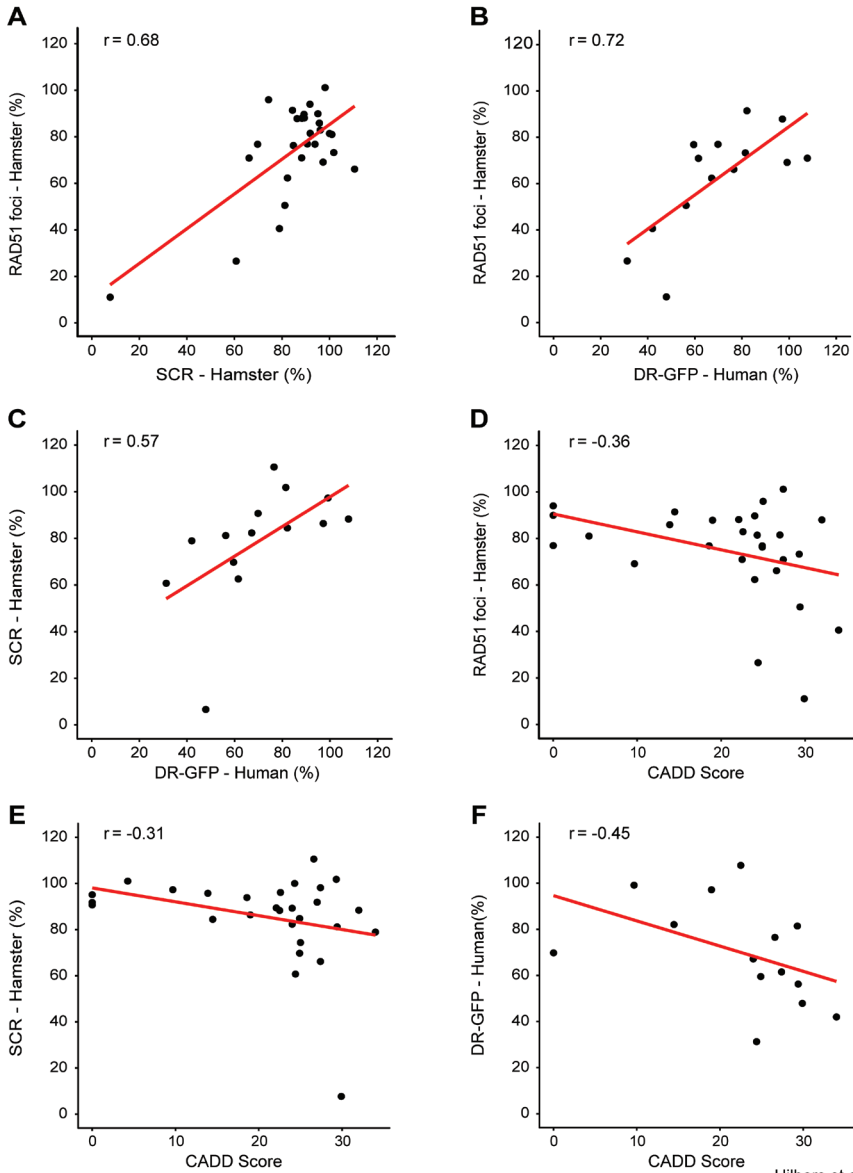 A
r = 0.68
RAD51 foci - Hamster (%)
120
100
80
60
40
20
0
0 20 40 60 80 100 120
SCR - Hamster (%)
B
r = 0.72
RAD51 foci - Hamster (%)
120
100
80
60
40
20
0
0 20 40 60 80 100 120
DR-GFP - Human (%)
C
r = 0.57
SCR - Hamster (%)
120
100
80
60
40
20
0
0 20 40 60 80 100 120
DR-GFP - Human (%)
D
r = -0.36
RAD51 foci - Hamster (%)
120
100
80
60
40
20
0
0 10 20 30
CADD Score
E
r = -0.31
SCR - Hamster (%)
120
100
80
60
40
20
0
0 10 20 30
CADD Score
F
r = -0.45
DR-GFP - Human(%)
120
100
80
60
40
20
0
0 10 20 30
CADD Score